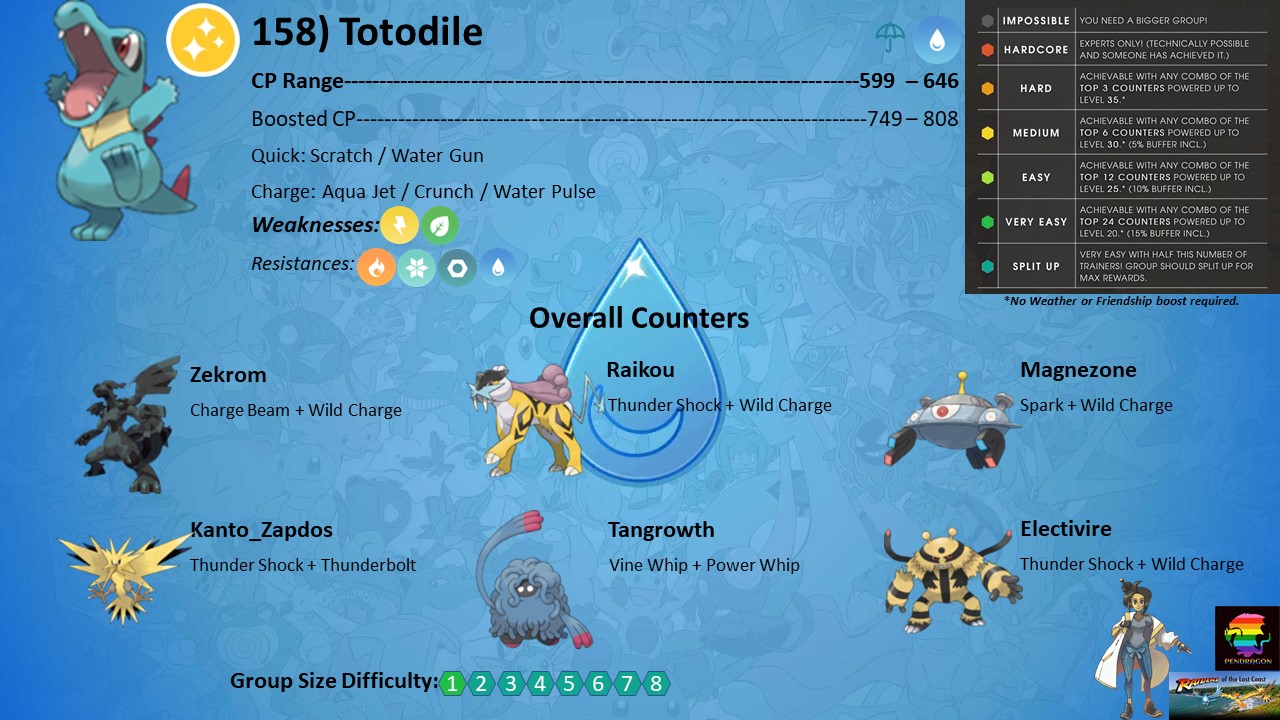 158) Totodile
CP Range---599 – 646
Boosted CP---749 – 808
Quick: Scratch / Water Gun
Charge: Aqua Jet / Crunch / Water Pulse
Weaknesses:
Resistances:
IMPOSSIBLE YOU NEED A BIGGER GROUP!
HARDCORE EXPERTS ONLY! (TECHNICALLY POSSIBLE
AND SOMEONE HAS ACHIEVED IT.)
HARD ACHIEVABLE WITH ANY COMBO OF THE
TOP 3 COUNTERS POWERED UP TO
LEVEL 35.*
MEDIUM ACHIEVABLE WITH ANY COMBO OF THE
TOP 6 COUNTERS POWERED UP TO
LEVEL 30.* (5% BUFFER INCL.)
EASY ACHIEVABLE WITH ANY COMBO OF THE
TOP 12 COUNTERS POWERED UP TO
LEVEL 25.* (10% BUFFER INCL.)
VERY EASY ACHIEVABLE WITH ANY COMBO OF THE
TOP 24 COUNTERS POWERED UP TO
LEVEL 20.* (15% BUFFER INCL.)
SPLIT UP VERY EASY WITH HALF THIS NUMBER OF
TRAINERS! GROUP SHOULD SPLIT UP FOR
MAX REWARDS.
*No Weather or Friendship boost required.
Overall Counters
Zekrom
Charge Beam + Wild Charge
Raikou
Thunder Shock + Wild Charge
Magnezone
Spark + Wild Charge
Kanto_Zapdos
Thunder Shock + Thunderbolt
Tangrowth
Vine Whip + Power Whip
Electivire
Thunder Shock + Wild Charge
Group Size Difficulty: 1 2 3 4 5 6 7 8
PENDRAGON
RAIDERS of the Lost Coast